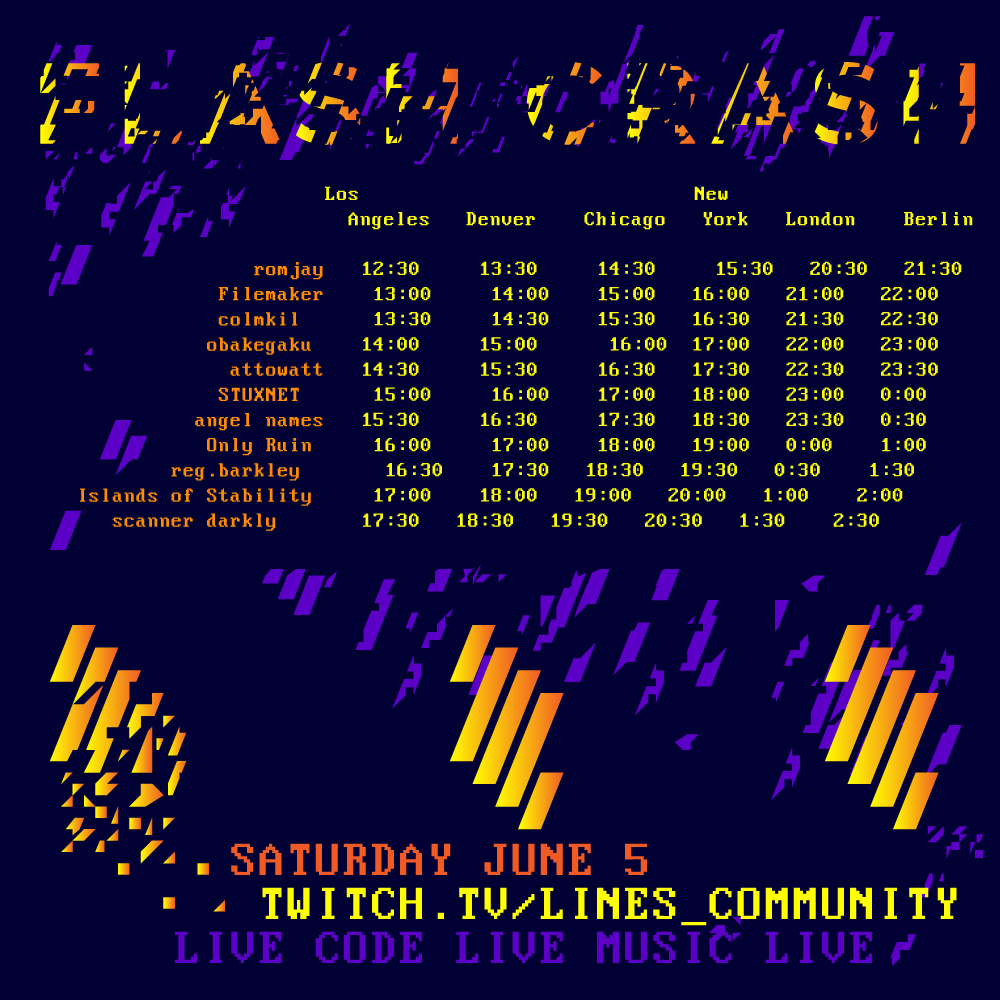 FLASH CRASH
Los New
Angeles Denver Chicago York London Berlin
romjay 12:30 13:30 14:30 15:30 20:30 21:30
Filemaker 13:00 14:00 15:00 16:00 21:00 22:00
colmkil 13:30 14:30 15:30 16:30 21:30 22:30
obakegaku 14:00 15:00 16:00 17:00 22:00 23:00
attowatt 14:30 15:30 16:30 17:30 22:30 23:30
STUXNET 15:00 16:00 17:00 18:00 23:00 0:00
angel names 15:30 16:30 17:30 18:30 23:30 0:30
Only Ruin 16:00 17:00 18:00 19:00 0:00 1:00
reg.barkley 16:30 17:30 18:30 19:30 0:30 1:30
Islands of Stability 17:00 18:00 19:00 20:00 1:00 2:00
scanner darkly 17:30 18:30 19:30 20:30 1:30 2:30
SATURDAY JUNE 5
TWITCH.TV/LINES_COMMUNITY
LIVE CODE LIVE MUSIC LIVE